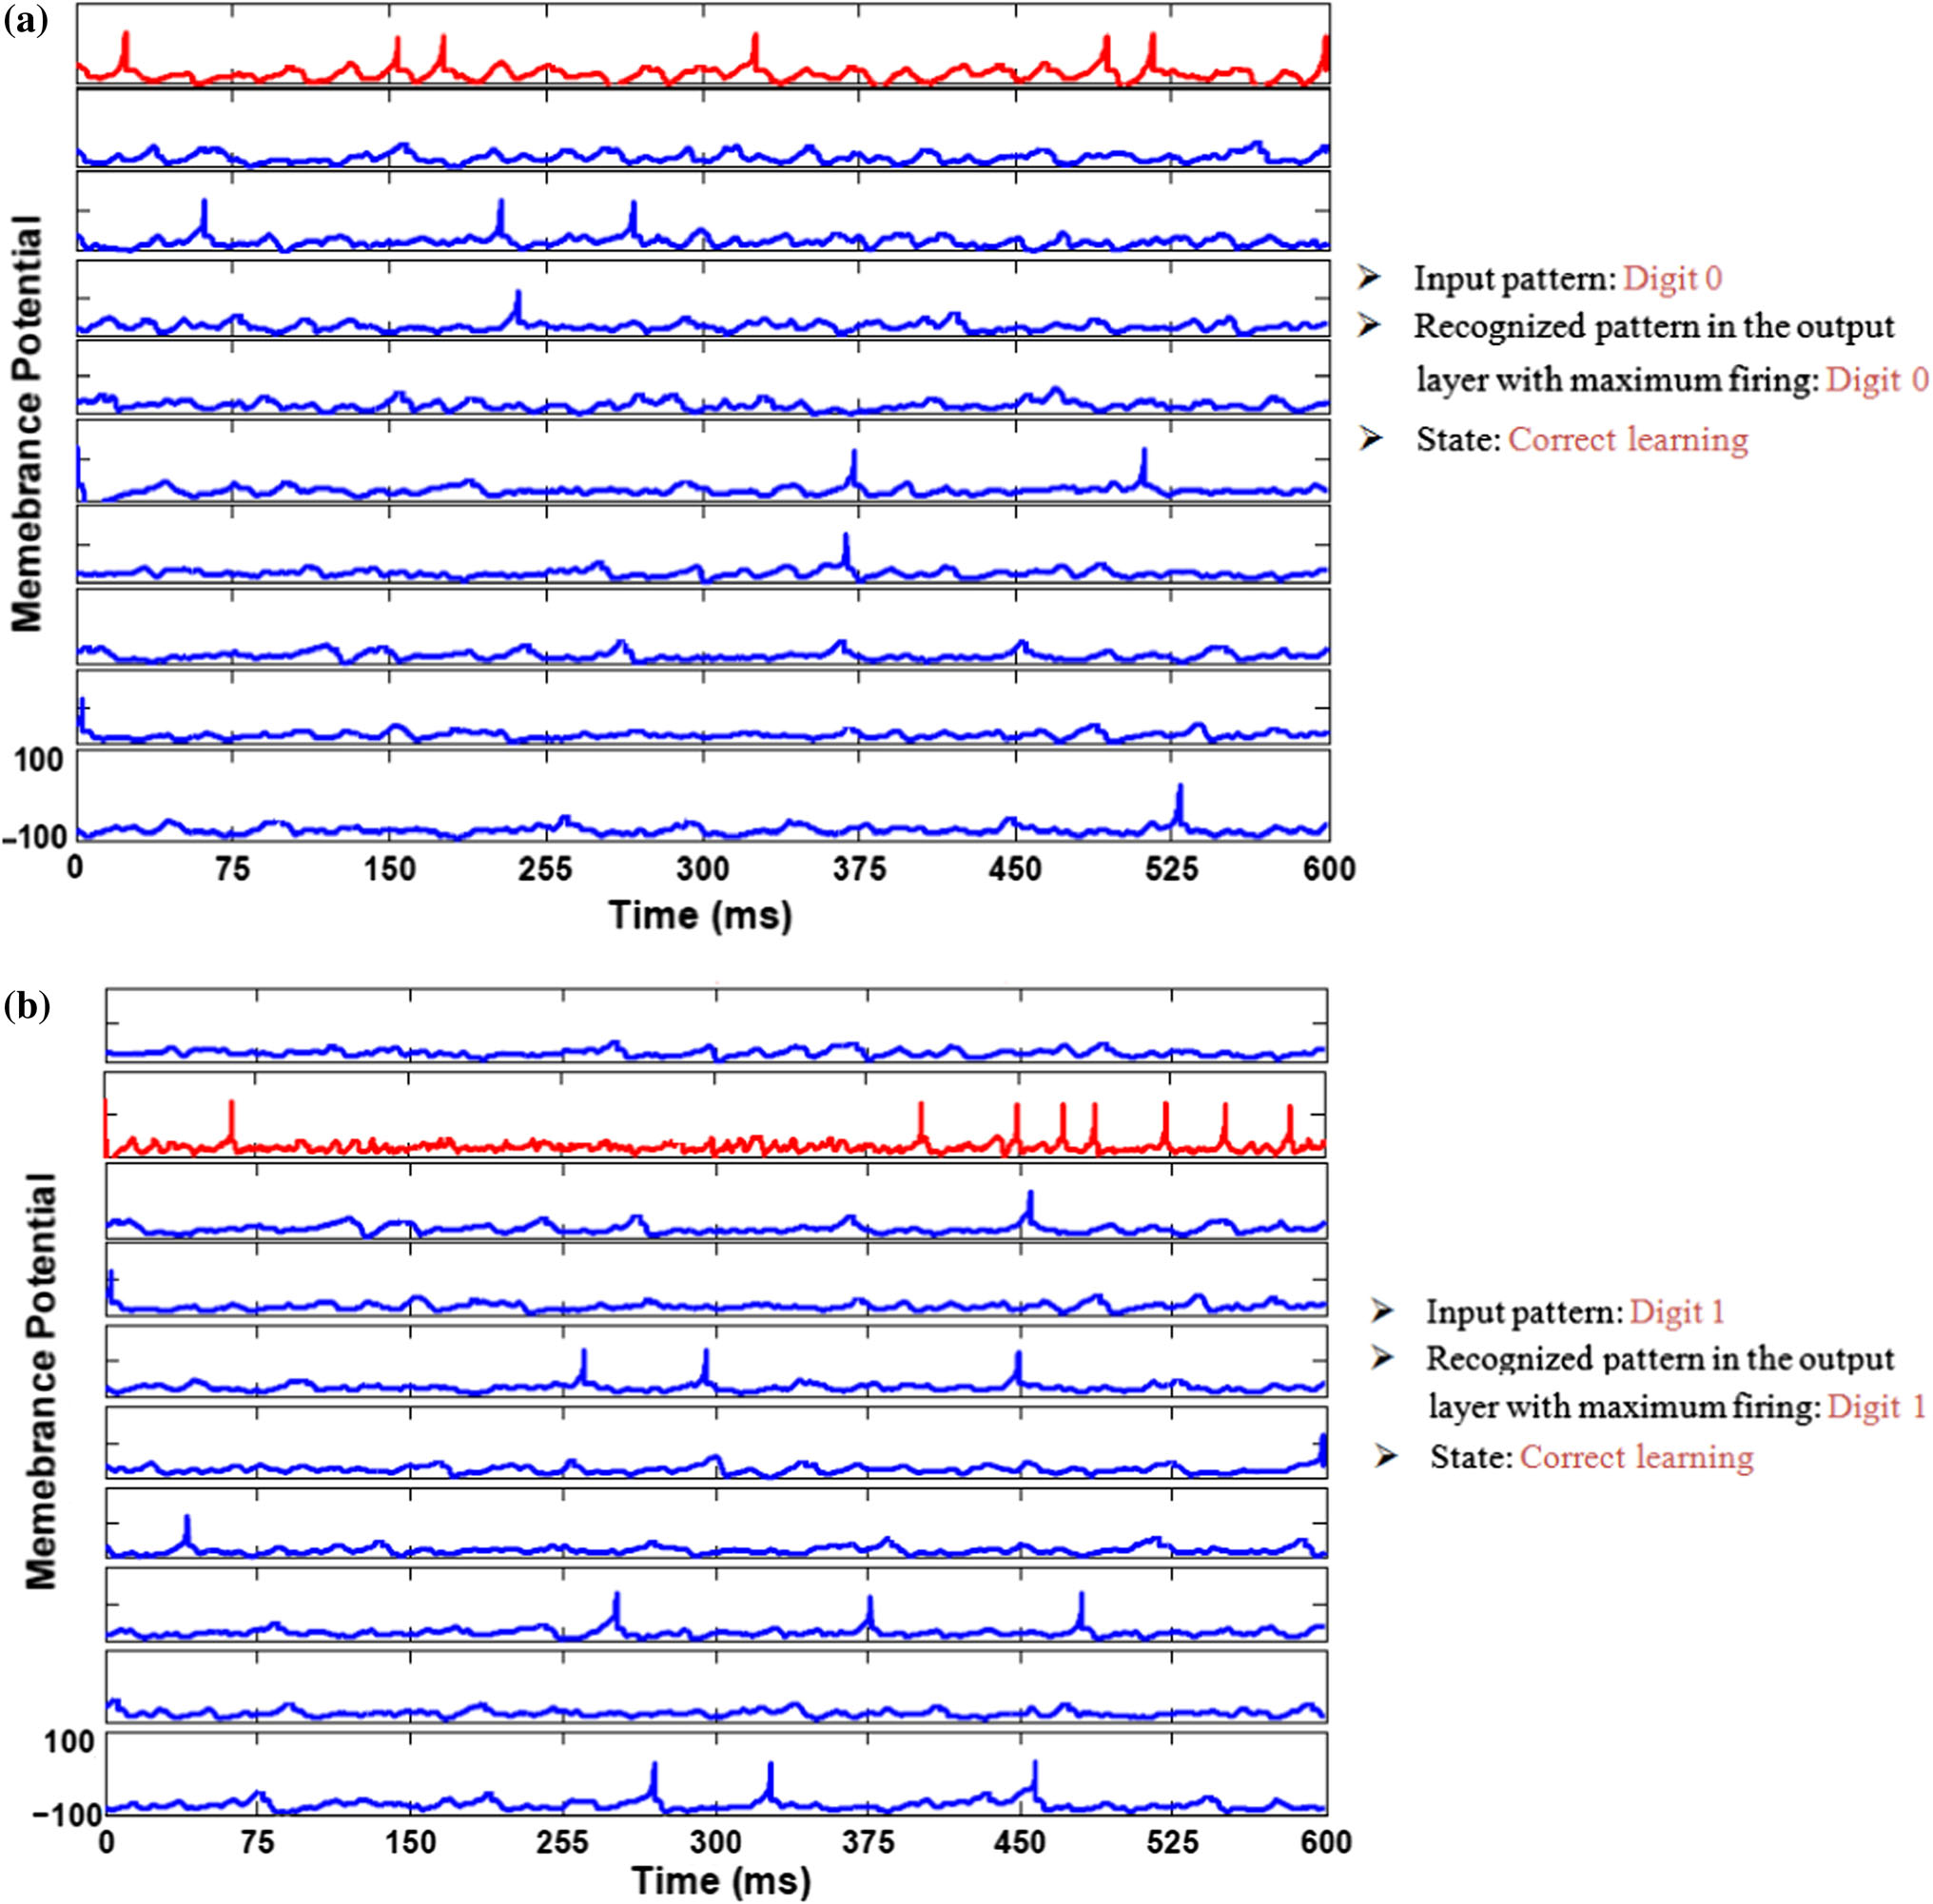 (a)
Memebrance Potential
➤ Input pattern: Digit 0
➤ Recognized pattern in the output
layer with maximum firing: Digit 0
➤ State: Correct learning
100
-100
0 75 150 255 300 375 450 525 600
Time (ms)
(b)
Memebrance Potential
➤ Input pattern: Digit 1
➤ Recognized pattern in the output
layer with maximum firing: Digit 1
➤ State: Correct learning
100
-100
0 75 150 255 300 375 450 525 600
Time (ms)